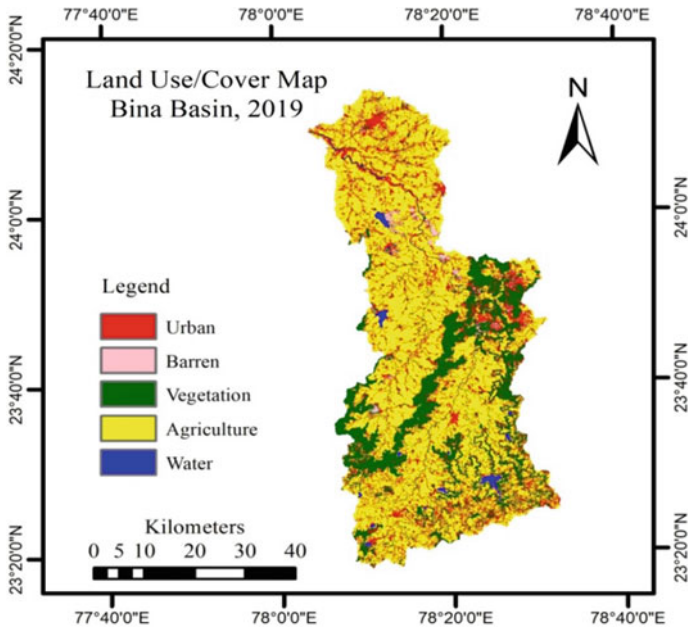 77°40'0"E 78°0'0"E 78°20'0"E 78°40'0"E
24°20'0"N
24°0'0"N
23°40'0"N
23°20'0"N
Land Use/Cover Map
Bina Basin, 2019
N
Legend
Urban
Barren
Vegetation
Agriculture
Water
Kilometers
0 5 10 20 30 40
24°0'0"N
23°40'0"N
23°20'0"N
77°40'0"E 78°0'0"E 78°20'0"E 78°40'0"E